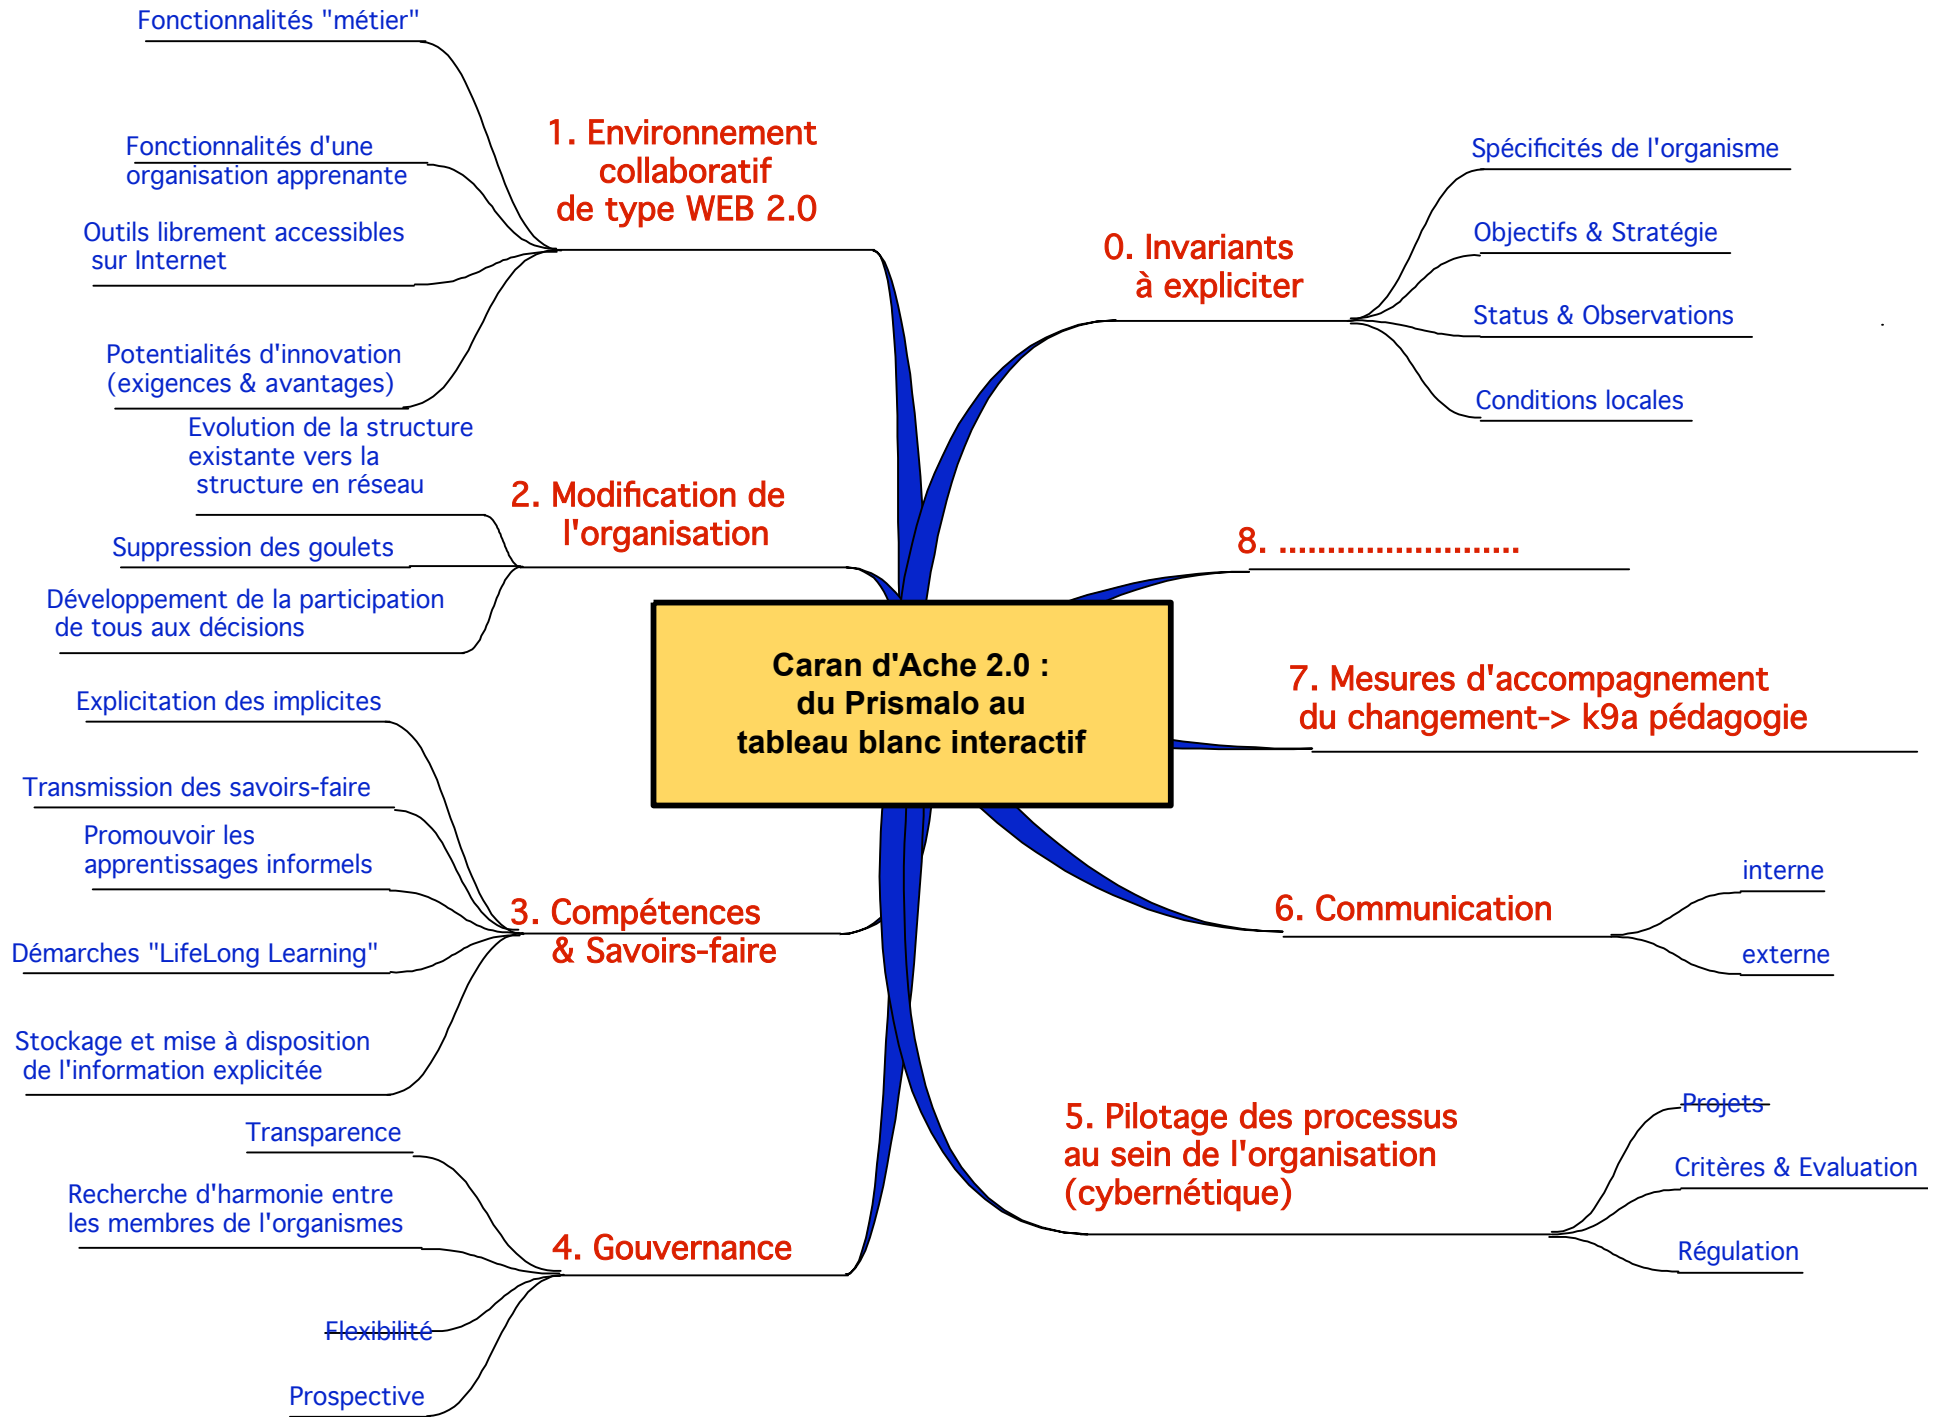 Caran d'Ache 2.0 :
du Prismalo au
tableau blanc interactif
0. Invariants
à expliciter
Spécificités de l'organisme
Objectifs & Stratégie
Status & Observations
Conditions locales
1. Environnement
collaboratif
de type WEB 2.0
Fonctionnalités "métier"
Fonctionnalités d'une
organisation apprenante
Outils librement accessibles
sur Internet
Potentialités d'innovation
(exigences & avantages)
2. Modification de
l'organisation
Evolution de la structure
existante vers la
structure en réseau
Suppression des goulets
Développement de la participation
de tous aux décisions
3. Compétences
& Savoirs-faire
Explicitation des implicites
Transmission des savoirs-faire
Promouvoir les
apprentissages informels
Démarches "LifeLong Learning"
Stockage et mise à disposition
de l'information explicitée
4. Gouvernance
Transparence
Recherche d'harmonie entre
les membres de l'organismes
Flexibilité
Prospective
5. Pilotage des processus
au sein de l'organisation
(cybernétique)
Projets
Critères & Evaluation
Régulation
6. Communication
interne
externe
7. Mesures d'accompagnement
du changement-> k9a pédagogie
8. .........................